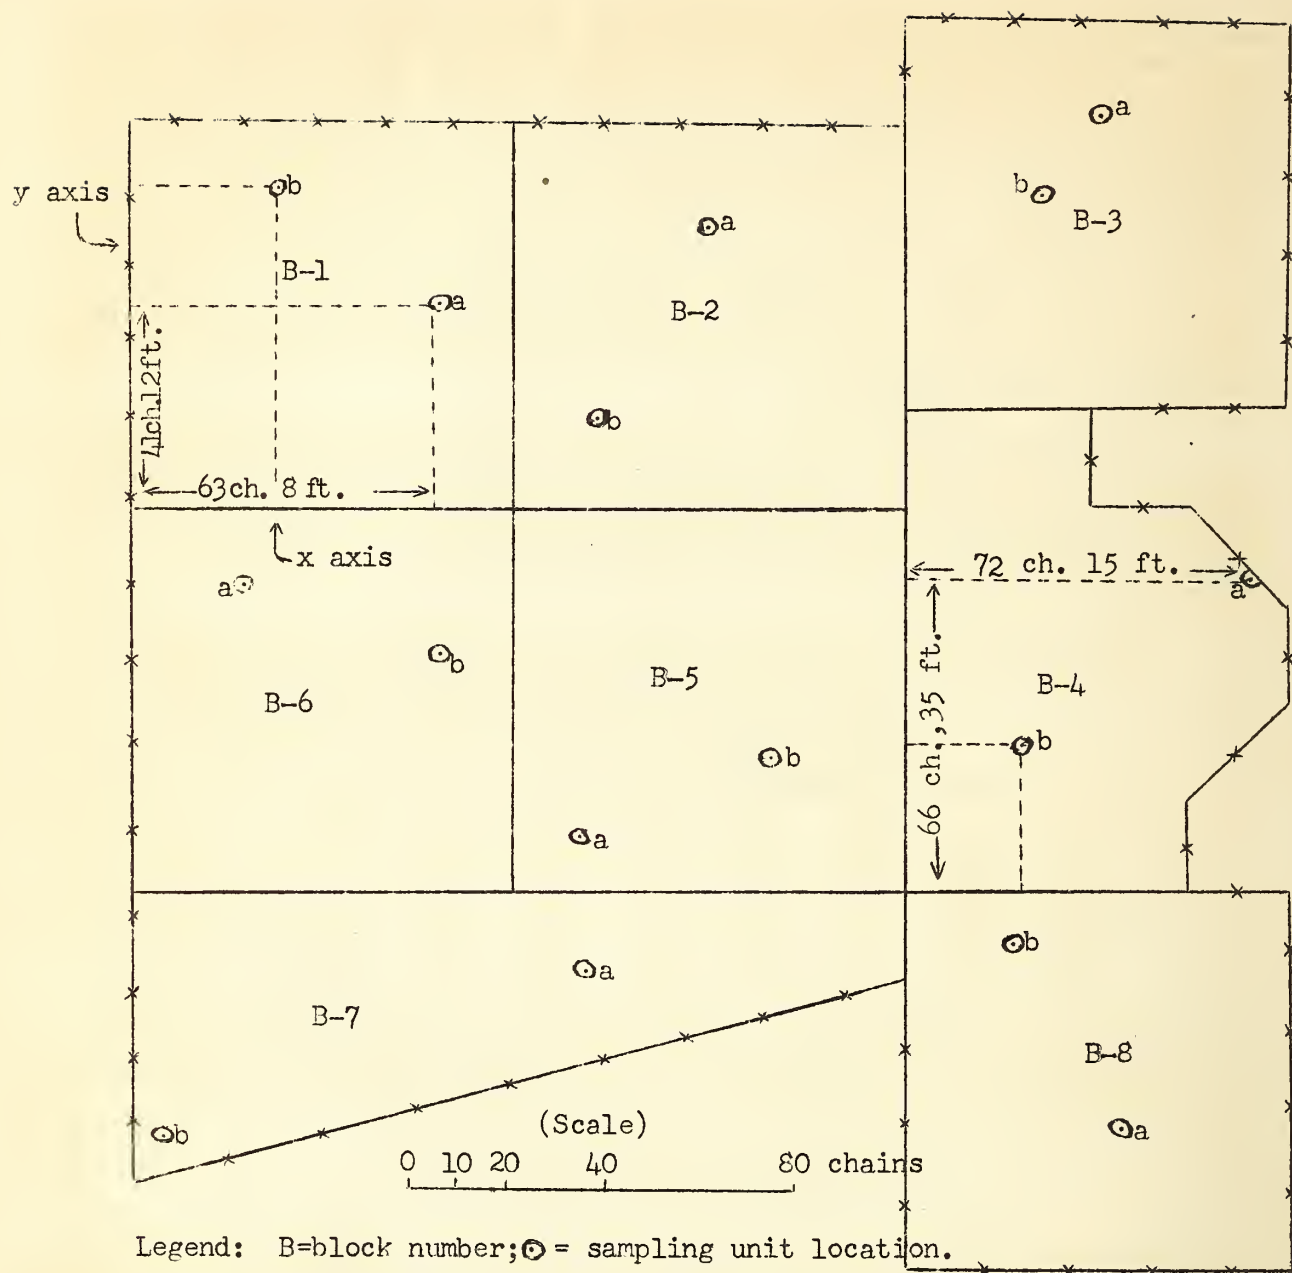 a
b
B-3
y axis
b
B-1
a
41ch.12ft.
63ch. 8 ft.
x axis
a
B-2
b
a
b
B-6
B-5
b
a
72 ch. 15 ft.
a
66 ch.,35 ft.
B-4
b
a
B-7
b
b
B-8
a
(Scale)
0 10 20 40 80 chains
Legend: B=block number; = sampling unit location.